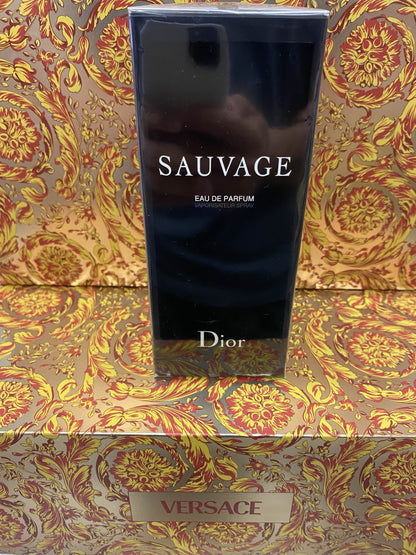 SAUVAGE
EAU DE PARFUM
VAPORISATEUR SPRAY
Dior
VERSACE